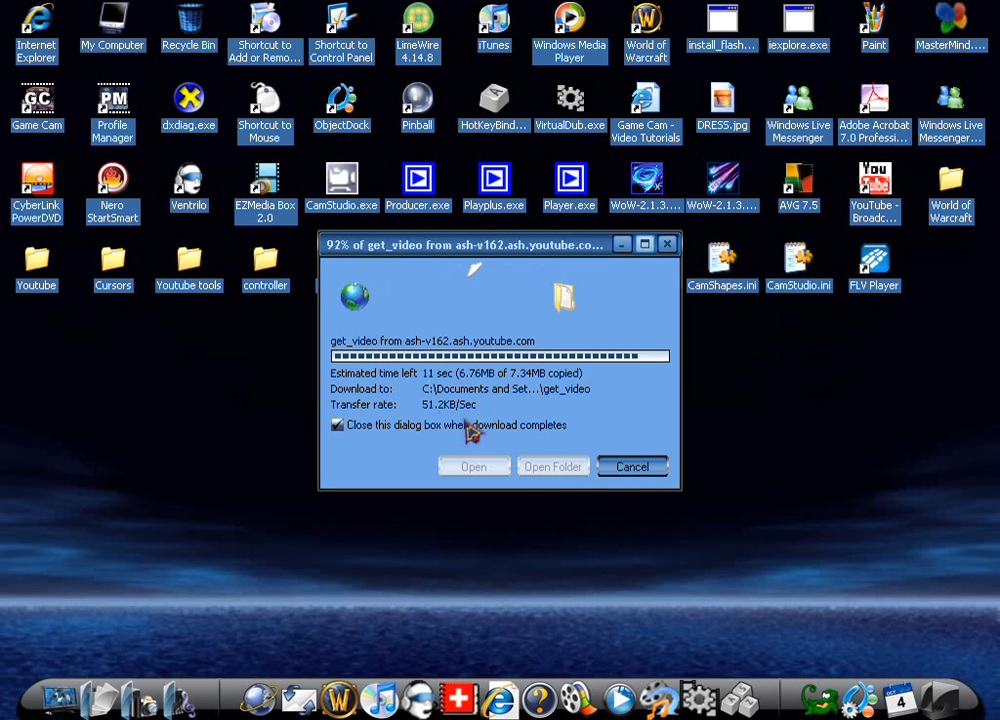 Internet
Explorer
My Computer
Recycle Bin
Shortcut to
Add or Remo...
Shortcut to
Control Panel
LimeWire
4.14.8
iTunes
Windows Media
Player
World of
Warcraft
install_flash...
iexplore.exe
Paint
MasterMind....
GC
Game Cam
PM
Profile
Manager
dxdiag.exe
Shortcut to
Mouse
ObjectDock
Pinball
A
HotKeyBind...
VirtualDub.exe
Game Cam -
Video Tutorials
DRESS.jpg
Windows Live
Messenger
Adobe Acrobat
7.0 Professi...
Windows Live
Messenger...
CyberLink
PowerDVD
Nero
StartSmart
Ventrilo
EZMedia Box
2.0
CamStudio.exe
Producer.exe
Playplus.exe
Player.exe
WoW-2.1.3....
WoW-2.1.3....
AVG 7.5
You
Tube
YouTube -
Broadc...
World of
Warcraft
Youtube
Cursors
Youtube tools
controller
CamShapes.ini
CamStudio.ini
FLV Player
92% of get_video from ash-v162.ash.youtube.co...
get_video from ash-v162.ash.youtube.com
Estimated time left 11 sec (6.76MB of 7.34MB copied)
Download to: C:\Documents and Set...\get_video
Transfer rate: 51.2KB/Sec
Close this dialog box when download completes
Open
Open Folder
Cancel
OCT
4